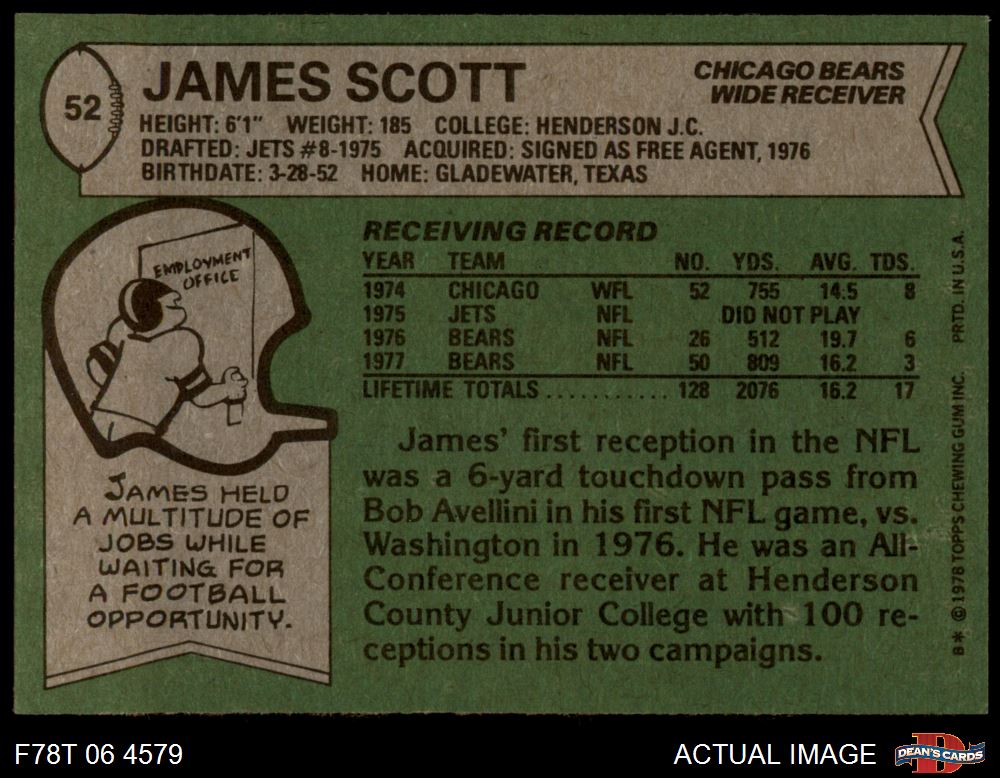 52
JAMES SCOTT
CHICAGO BEARS
WIDE RECEIVER
HEIGHT: 6'1" WEIGHT: 185 COLLEGE: HENDERSON J.C.
DRAFTED: JETS #8-1975 ACQUIRED: SIGNED AS FREE AGENT, 1976
BIRTHDATE: 3-28-52 HOME: GLADEWATER, TEXAS
EMPLOYMENT
OFFICE
JAMES HELD
A MULTITUDE OF
JOBS WHILE
WAITING FOR
A FOOTBALL
OPPORTUNITY.
RECEIVING RECORD
YEAR TEAM NO. YDS. AVG. TDS.
1974 CHICAGO WFL 52 755 14.5 8
1975 JETS NFL DID NOT PLAY
1976 BEARS NFL 26 512 19.7 6
1977 BEARS NFL 50 809 16.2 3
LIFETIME TOTALS ........... 128 2076 16.2 17
James' first reception in the NFL
was a 6-yard touchdown pass from
Bob Avellini in his first NFL game, vs.
Washington in 1976. He was an All-
Conference receiver at Henderson
County Junior College with 100 re-
ceptions in his two campaigns.
B* © 1978 TOPPS CHEWING GUM INC. PRTD. IN U.S.A.
F78T 06 4579
ACTUAL IMAGE
D
DEAN'S CARDS